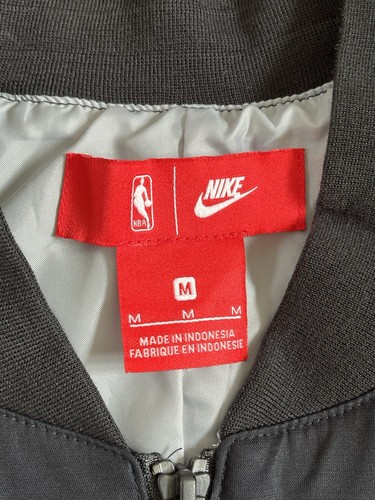 NBA
NIKE
M
M M M
MADE IN INDONESIA
FABRIQUE EN INDONESIE